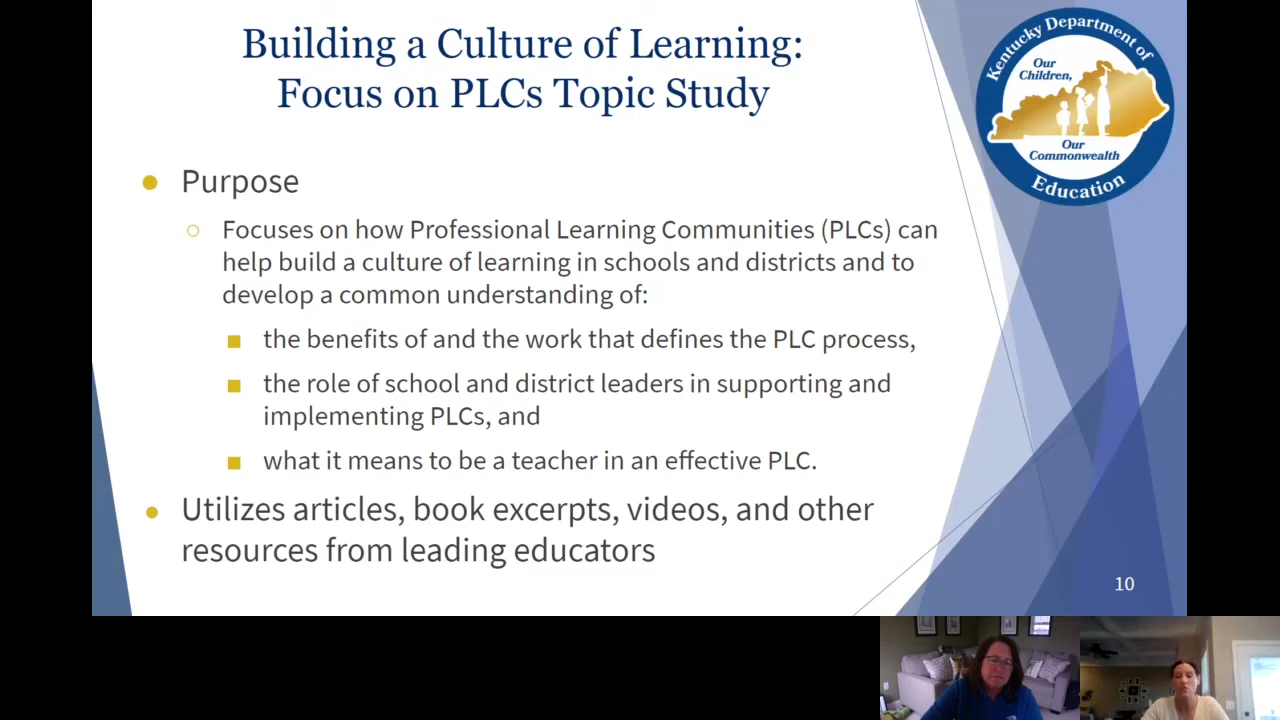 Building a Culture of Learning:
Focus on PLCs Topic Study
Kentucky Department of
Education
Our
Children,
Our
Commonwealth
Purpose
Focuses on how Professional Learning Communities (PLCs) can
help build a culture of learning in schools and districts and to
develop a common understanding of:
the benefits of and the work that defines the PLC process,
the role of school and district leaders in supporting and
implementing PLCs, and
what it means to be a teacher in an effective PLC.
Utilizes articles, book excerpts, videos, and other
resources from leading educators
10